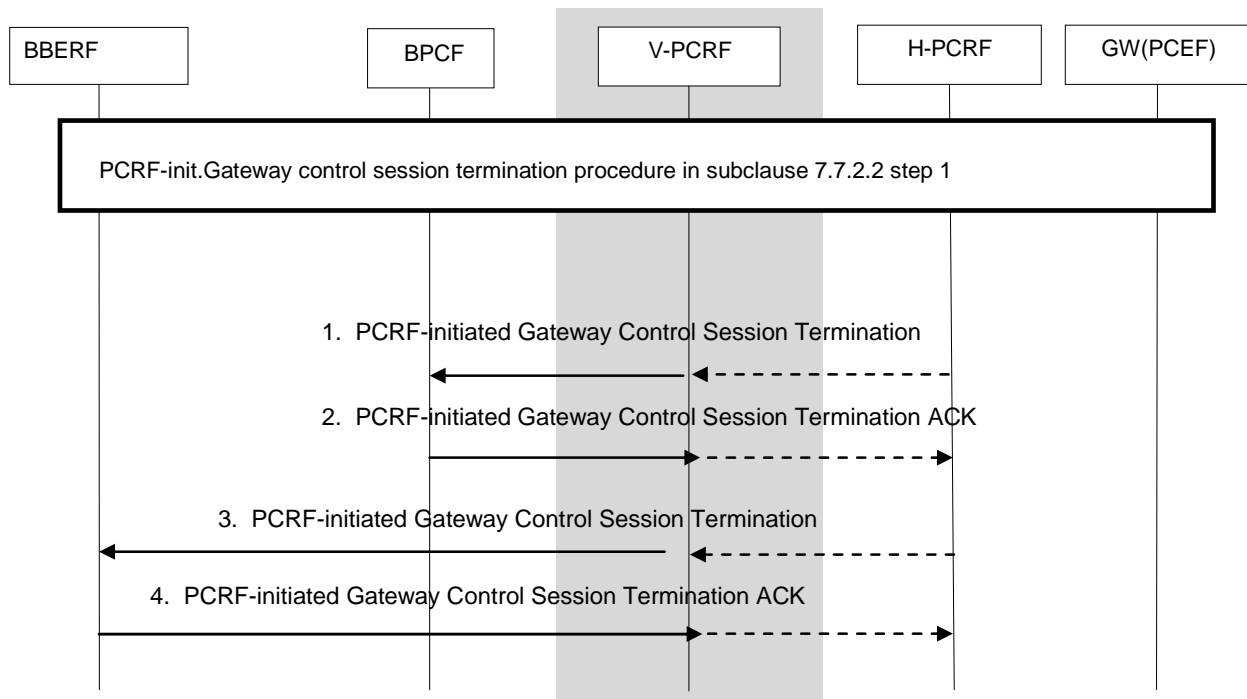 BBERF
BPCF
V-PCRF
H-PCRF
GW(PCEF)
PCRF-init.Gateway control session termination procedure in subclause 7.7.2.2 step 1
1. PCRF-initiated Gateway Control Session Termination
2. PCRF-initiated Gateway Control Session Termination ACK
3. PCRF-initiated Gateway Control Session Termination
4. PCRF-initiated Gateway Control Session Termination ACK